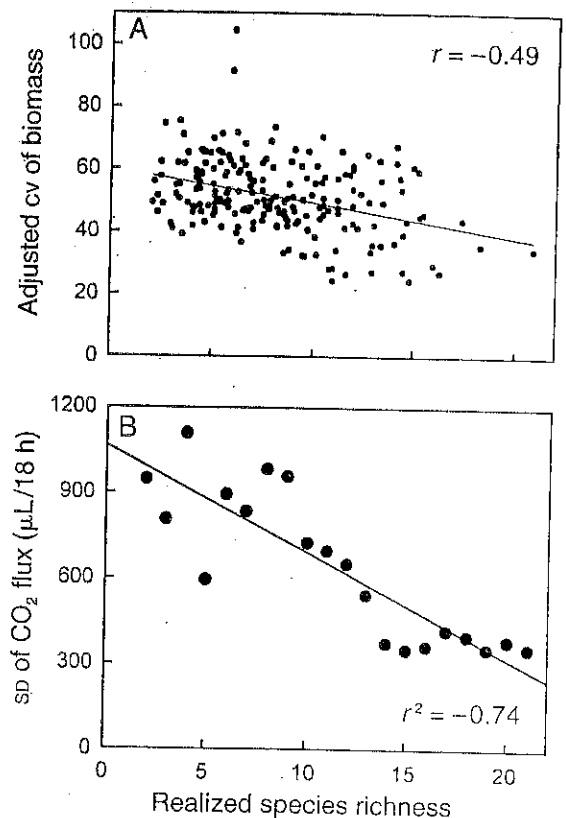 A
r = −0.49
100
80
60
40
20
0
Adjusted cv of biomass
B
1200
900
600
300
0
SD of CO₂ flux (μL/18 h)
r² = −0.74
0 5 10 15 20
Realized species richness